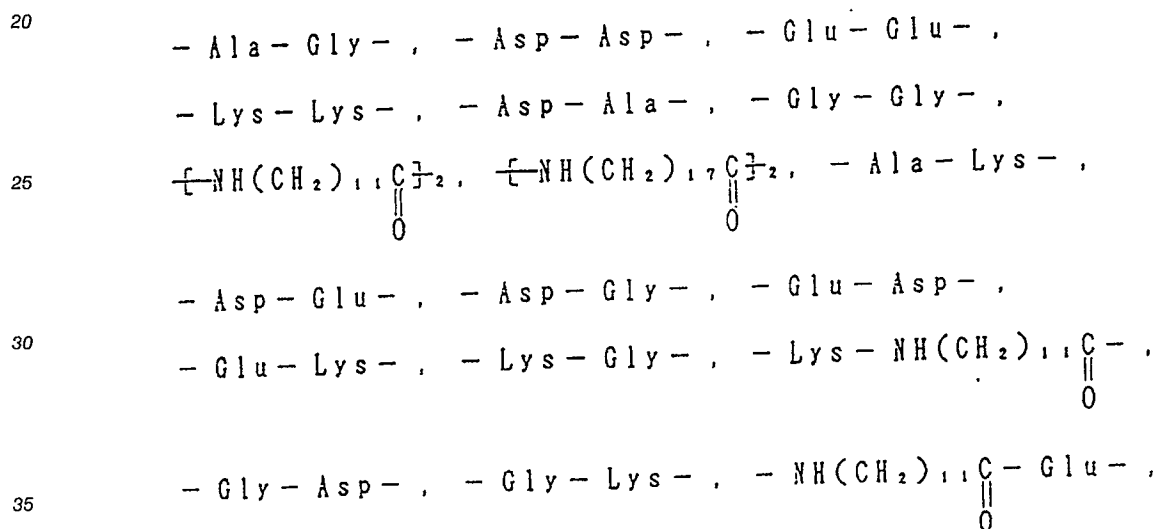 20
－Ala－Gly－, －Asp－Asp－, －Glu－Glu－,
－Lys－Lys－, －Asp－Ala－, －Gly－Gly－,
25
-[NH(CH₂)₁₁C]-₂, -[NH(CH₂)₁₇C]-₂, －Ala－Lys－,
O O
－Asp－Glu－, －Asp－Gly－, －Glu－Asp－,
30
－Glu－Lys－, －Lys－Gly－, －Lys－NH(CH₂)₁₁C－,
O
－Gly－Asp－, －Gly－Lys－, －NH(CH₂)₁₁C－Glu－,
35
O